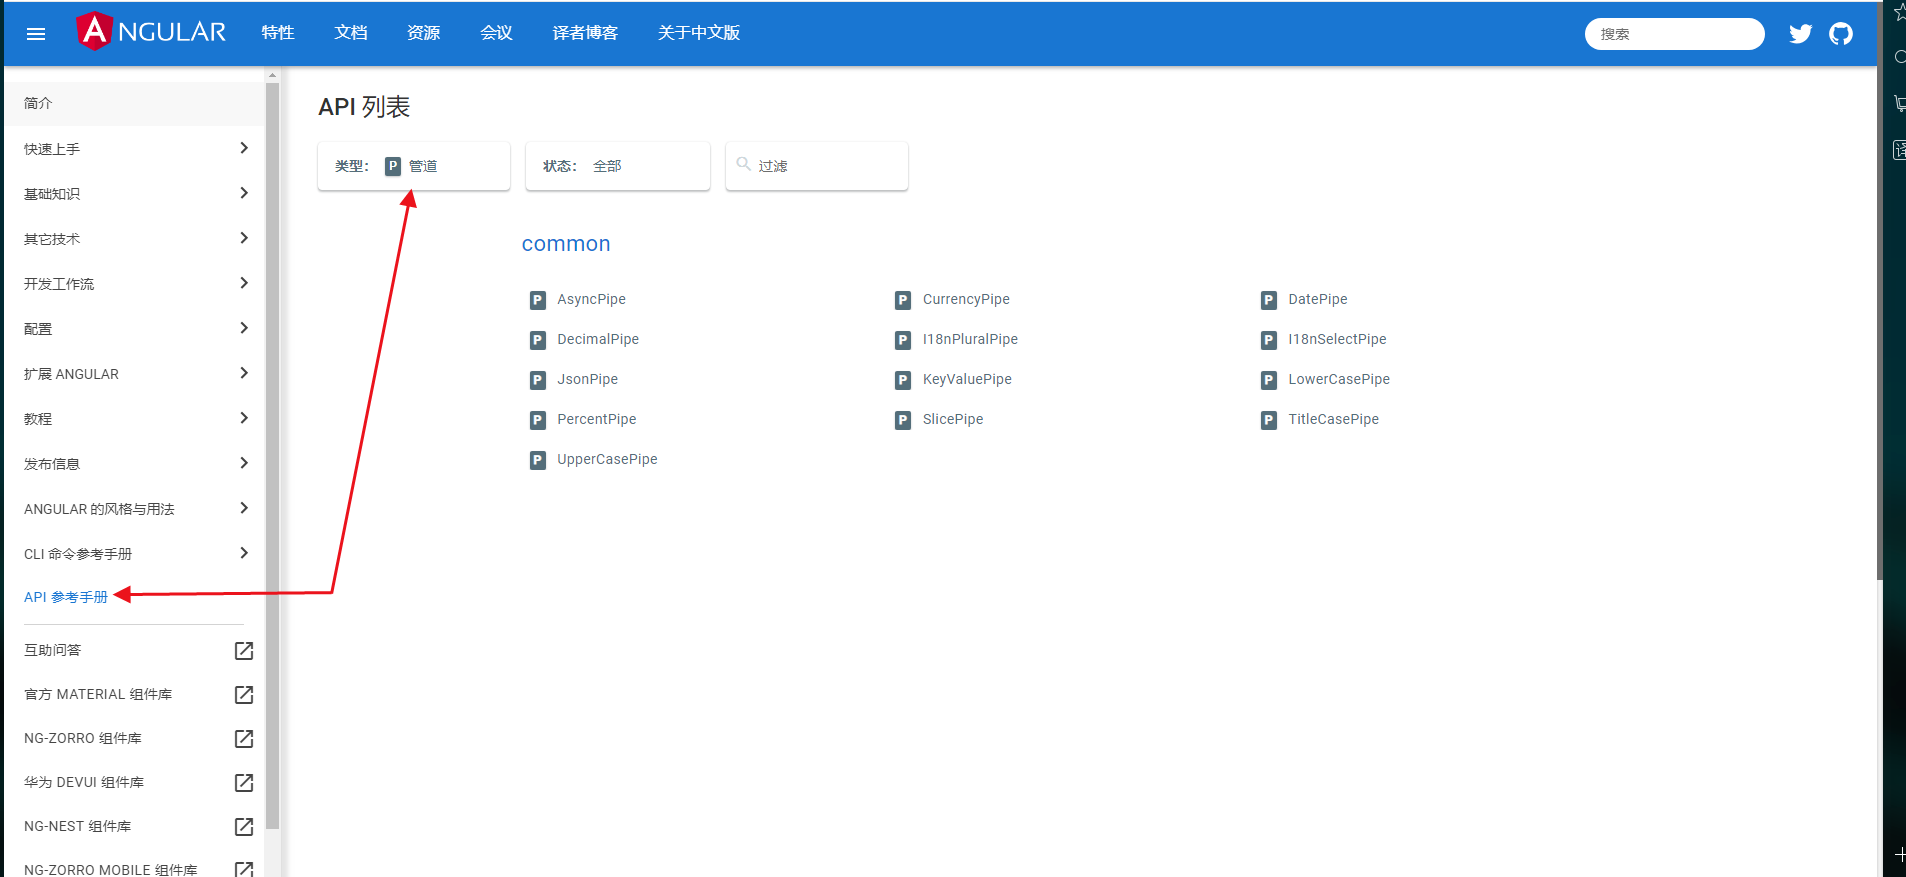 ANGULAR 特性 文档 资源 会议 译者博客 关于中文版 搜索
简介
快速上手
基础知识
其它技术
开发工作流
配置
扩展 ANGULAR
教程
发布信息
ANGULAR 的风格与用法
CLI 命令参考手册
API 参考手册
互助问答
官方 MATERIAL 组件库
NG-ZORRO 组件库
华为 DEVUI 组件库
NG-NEST 组件库
NG-ZORRO MOBILE 组件库
API 列表
类型: P 管道 状态: 全部 过滤
common
P AsyncPipe P CurrencyPipe P DatePipe
P DecimalPipe P I18nPluralPipe P I18nSelectPipe
P JsonPipe P KeyValuePipe P LowerCasePipe
P PercentPipe P SlicePipe P TitleCasePipe
P UpperCasePipe